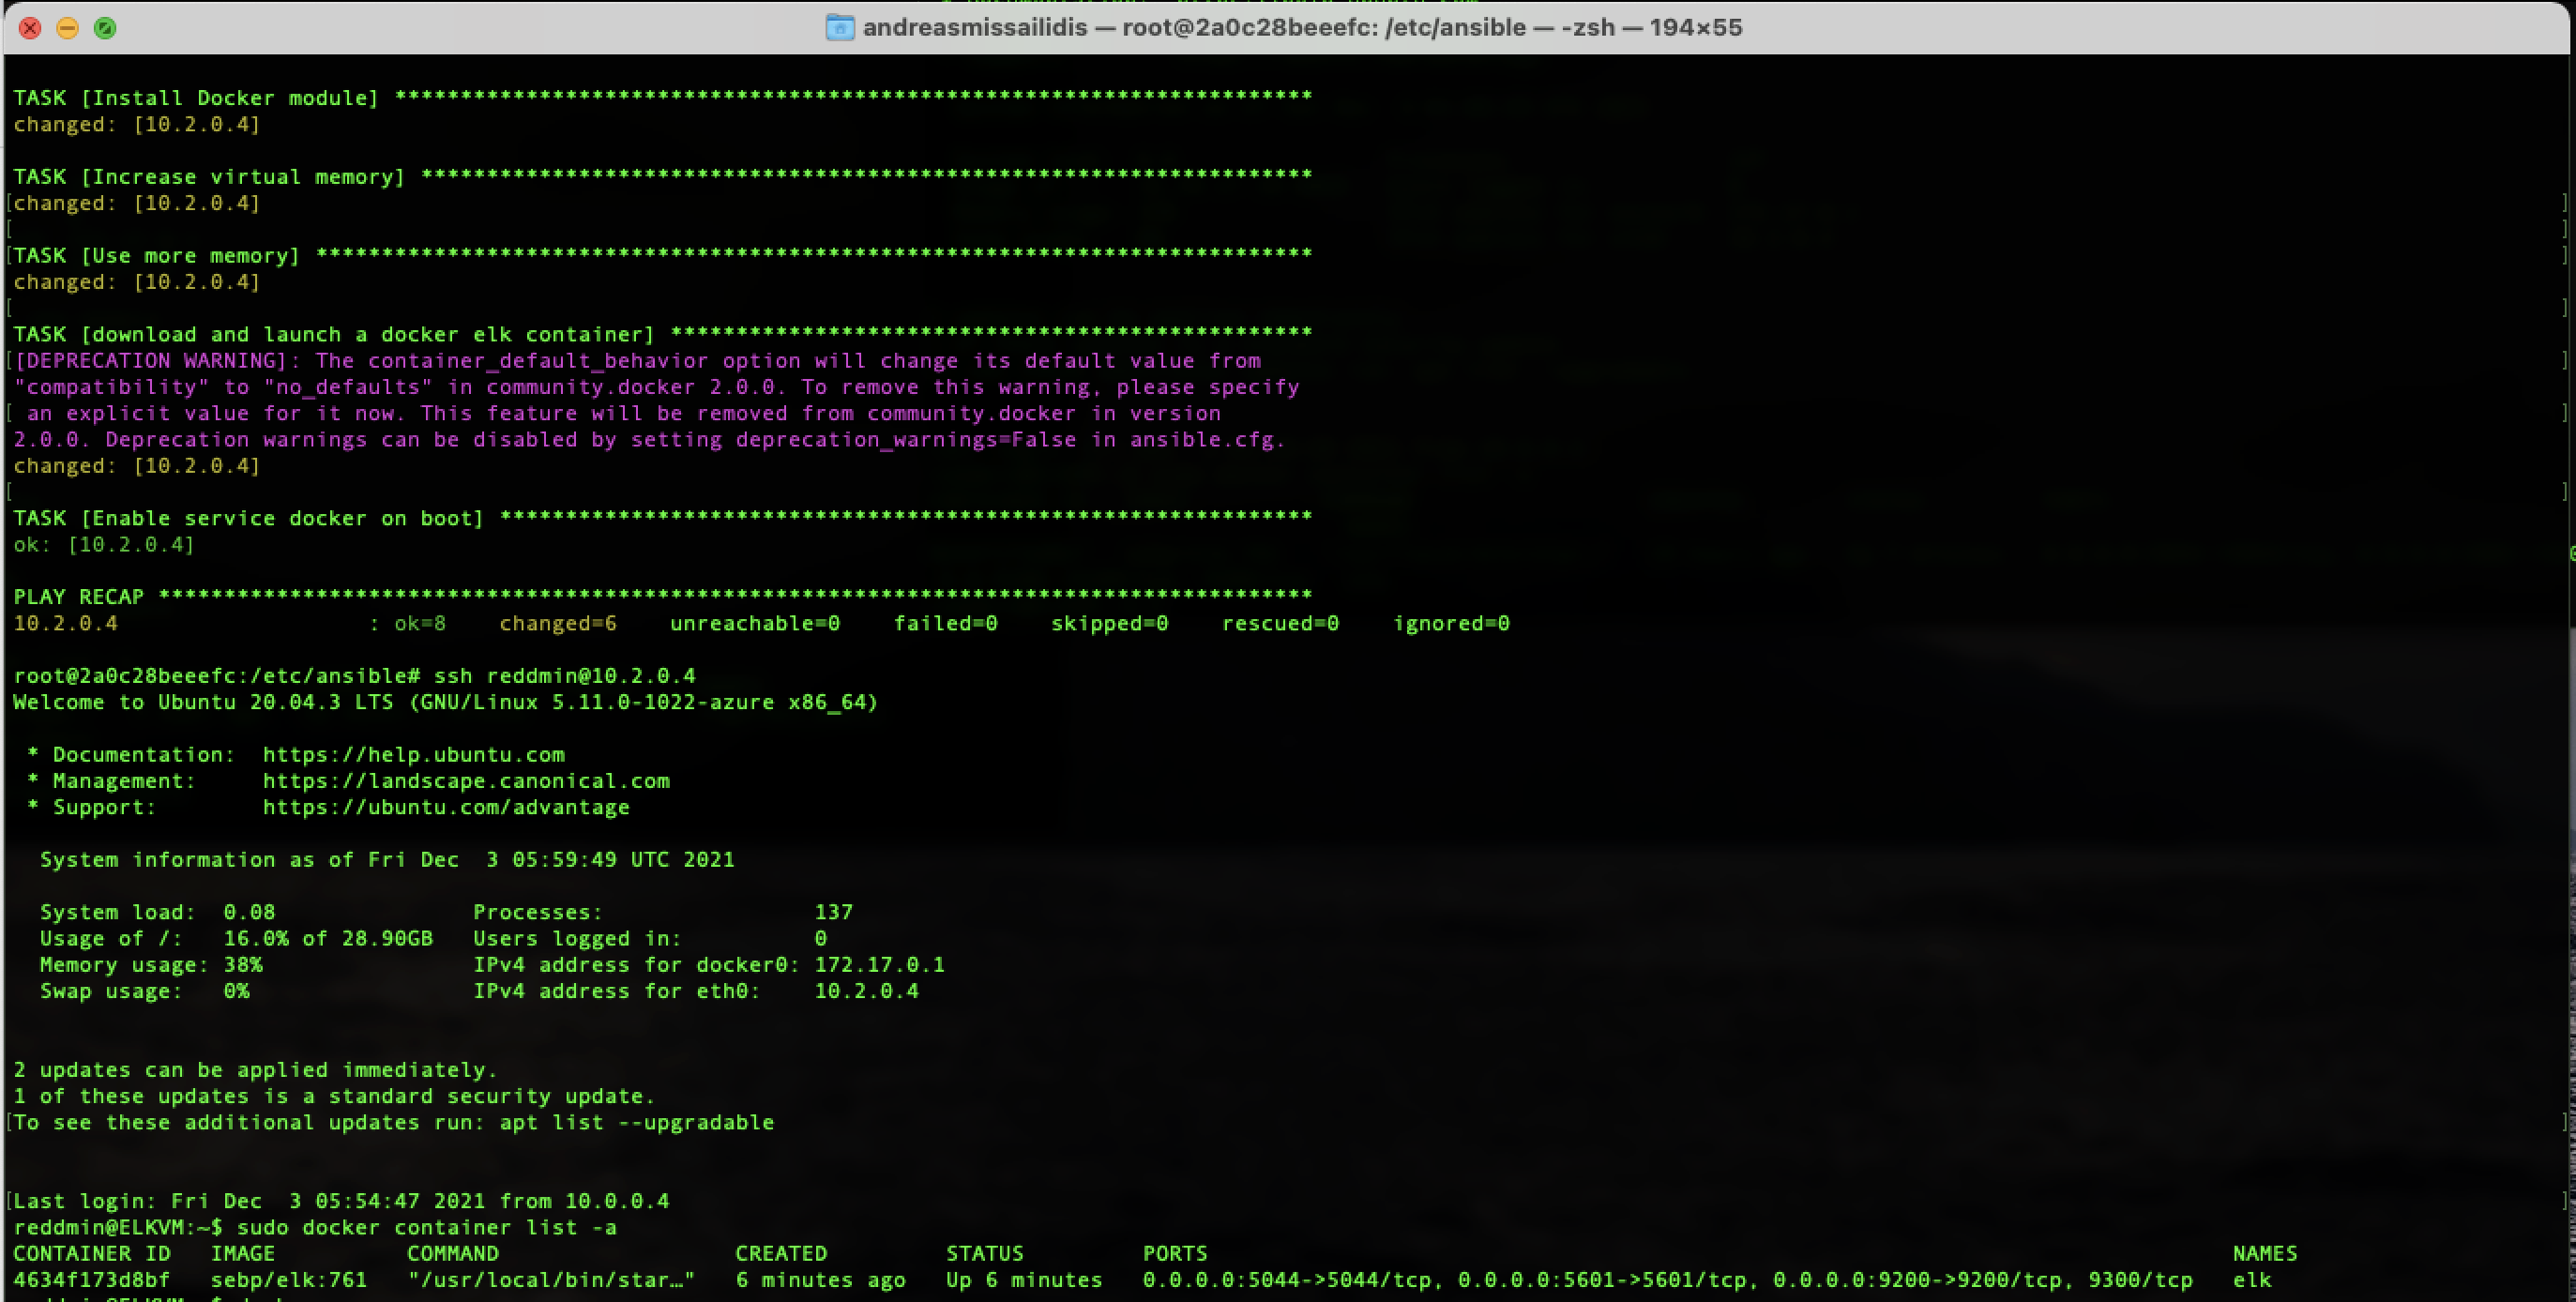 andreasmissailidis — root@2a0c28beeefc: /etc/ansible — -zsh — 194×55
TASK [Install Docker module] **********************************************************************
changed: [10.2.0.4]
TASK [Increase virtual memory] ********************************************************************
changed: [10.2.0.4]
TASK [Use more memory] ****************************************************************************
changed: [10.2.0.4]
TASK [download and launch a docker elk container] *************************************************
[DEPRECATION WARNING]: The container_default_behavior option will change its default value from
"compatibility" to "no_defaults" in community.docker 2.0.0. To remove this warning, please specify
an explicit value for it now. This feature will be removed from community.docker in version
2.0.0. Deprecation warnings can be disabled by setting deprecation_warnings=False in ansible.cfg.
changed: [10.2.0.4]
TASK [Enable service docker on boot] **************************************************************
ok: [10.2.0.4]
PLAY RECAP ****************************************************************************************
10.2.0.4                   : ok=8    changed=6    unreachable=0    failed=0    skipped=0    rescued=0    ignored=0
root@2a0c28beeefc:/etc/ansible# ssh reddmin@10.2.0.4
Welcome to Ubuntu 20.04.3 LTS (GNU/Linux 5.11.0-1022-azure x86_64)
* Documentation:  https://help.ubuntu.com
* Management:     https://landscape.canonical.com
* Support:        https://ubuntu.com/advantage
System information as of Fri Dec  3 05:59:49 UTC 2021
System load:  0.08               Processes:                137
Usage of /:   16.0% of 28.90GB   Users logged in:          0
Memory usage: 38%                IPv4 address for docker0: 172.17.0.1
Swap usage:   0%                 IPv4 address for eth0:    10.2.0.4
2 updates can be applied immediately.
1 of these updates is a standard security update.
To see these additional updates run: apt list --upgradable
Last login: Fri Dec  3 05:54:47 2021 from 10.0.0.4
reddmin@ELKVM:~$ sudo docker container list -a
CONTAINER ID   IMAGE          COMMAND                  CREATED         STATUS         PORTS                                                                              NAMES
4634f173d8bf   sebp/elk:761   "/usr/local/bin/star…"   6 minutes ago   Up 6 minutes   0.0.0.0:5044->5044/tcp, 0.0.0.0:5601->5601/tcp, 0.0.0.0:9200->9200/tcp, 9300/tcp   elk